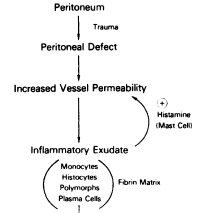 Peritoneum
Trauma
Peritoneal Defect
Increased Vessel Permeability
+
Histamine
(Mast Cell)
Inflammatory Exudate
Monocytes
Histocytes
Polymorphs
Plasma Cells
Fibrin Matrix